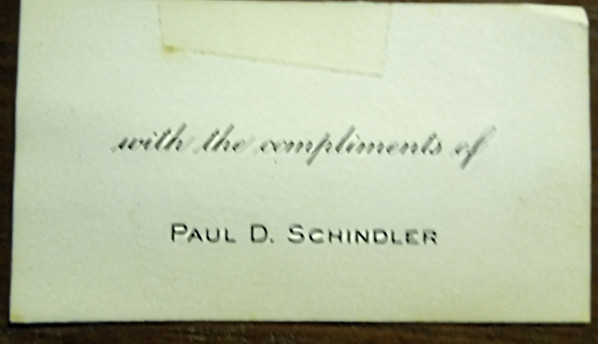 with the compliments of
PAUL D. SCHINDLER